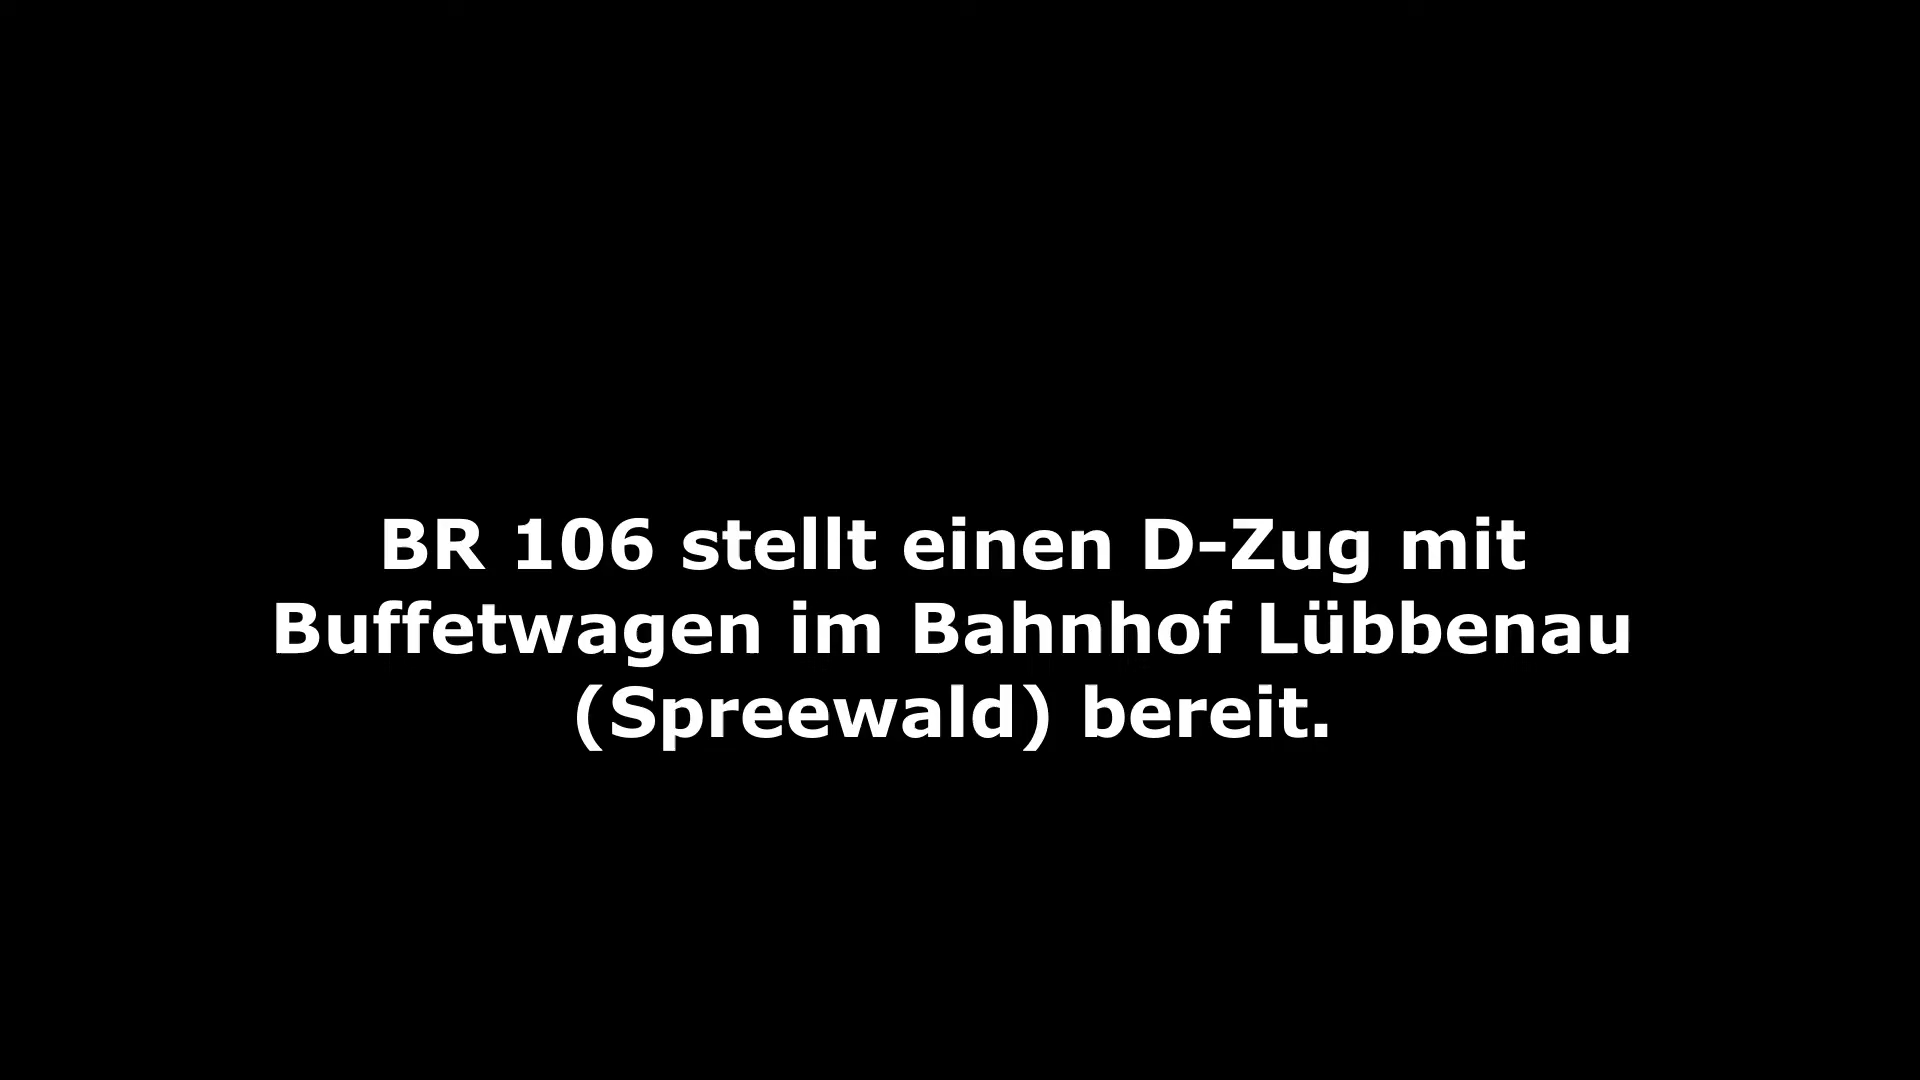 BR 106 stellt einen D-Zug mit
Buffetwagen im Bahnhof Lübbenau
(Spreewald) bereit.